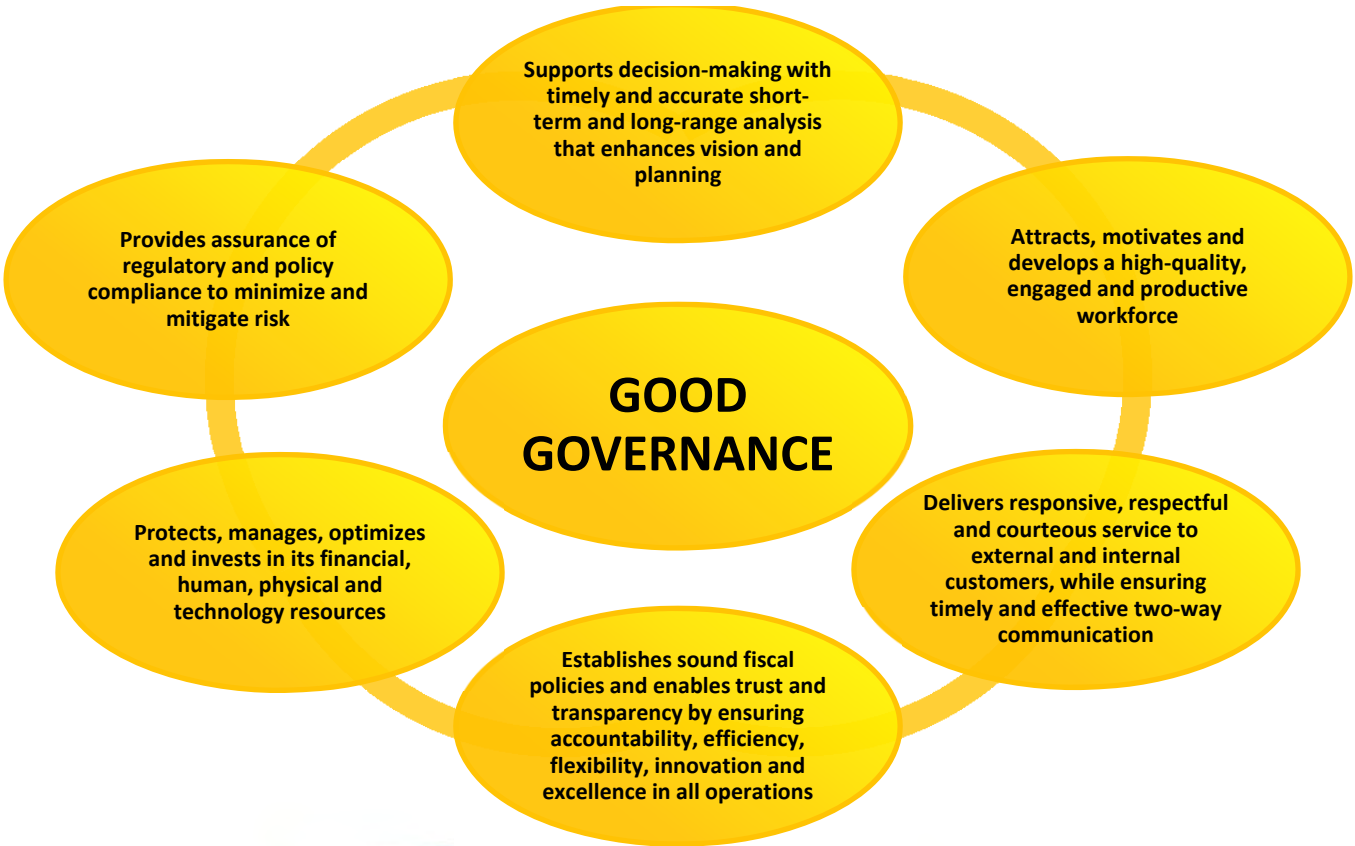 Supports decision-making with
timely and accurate short-
term and long-range analysis
that enhances vision and
planning
Attracts, motivates and
develops a high-quality,
engaged and productive
workforce
Delivers responsive, respectful
and courteous service to
external and internal
customers, while ensuring
timely and effective two-way
communication
Establishes sound fiscal
policies and enables trust and
transparency by ensuring
accountability, efficiency,
flexibility, innovation and
excellence in all operations
Protects, manages, optimizes
and invests in its financial,
human, physical and
technology resources
Provides assurance of
regulatory and policy
compliance to minimize and
mitigate risk
GOOD
GOVERNANCE